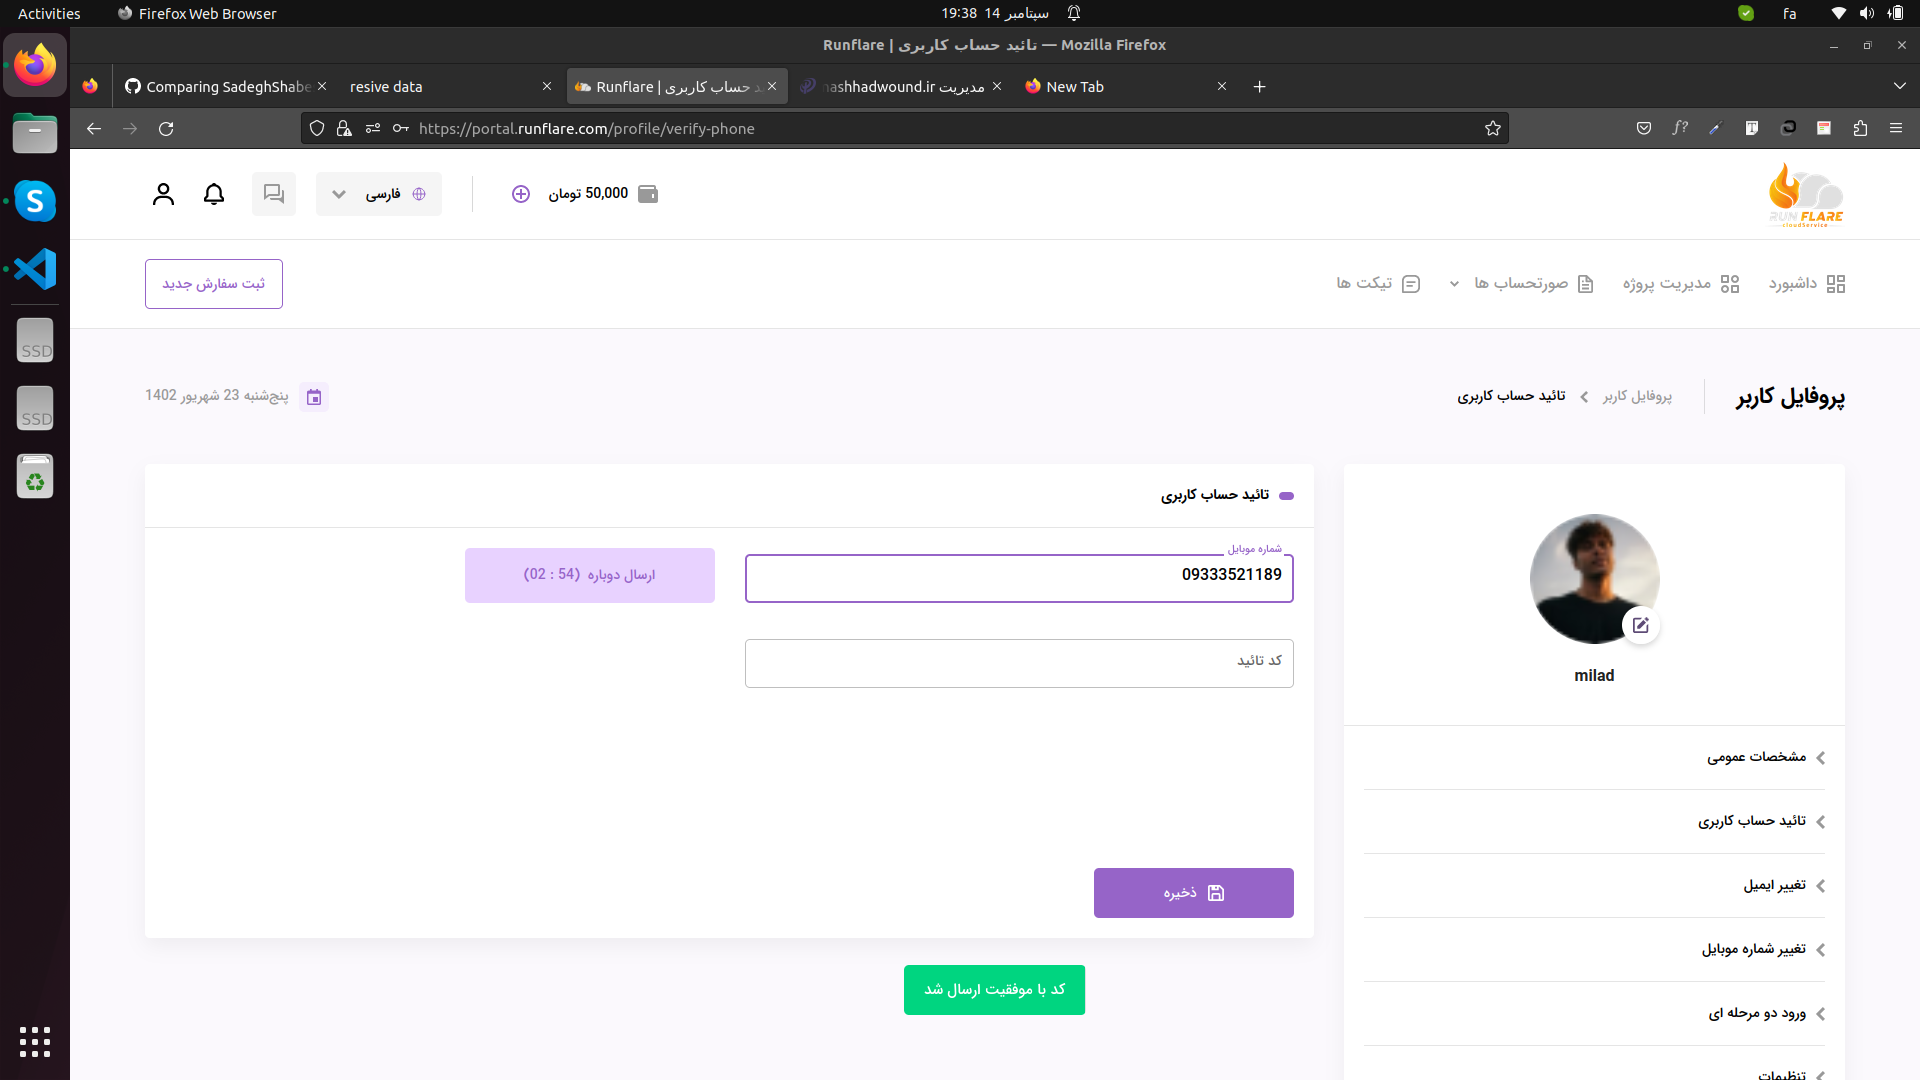 Activities
Firefox Web Browser
سپتامبر 14 19:38
fa
Runflare | تائید حساب کاربری — Mozilla Firefox
Comparing SadeghShabe
resive data
Runflare | تائید حساب کاربری
مدیریت mashhadwound.ir
New Tab
https://portal.runflare.com/profile/verify-phone
RUN FLARE
cloudService
50,000 تومان
فارسی
داشبورد
مدیریت پروژه
صورتحساب ها
تیکت ها
ثبت سفارش جدید
پروفایل کاربر
پروفایل کاربر
تائید حساب کاربری
پنج‌شنبه 23 شهریور 1402
تائید حساب کاربری
شماره موبایل
09333521189
ارسال دوباره (54 : 02)
کد تائید
ذخیره
کد با موفقیت ارسال شد
milad
مشخصات عمومی
تائید حساب کاربری
تغییر ایمیل
تغییر شماره موبایل
ورود دو مرحله ای
تنظیمات
SSD
SSD